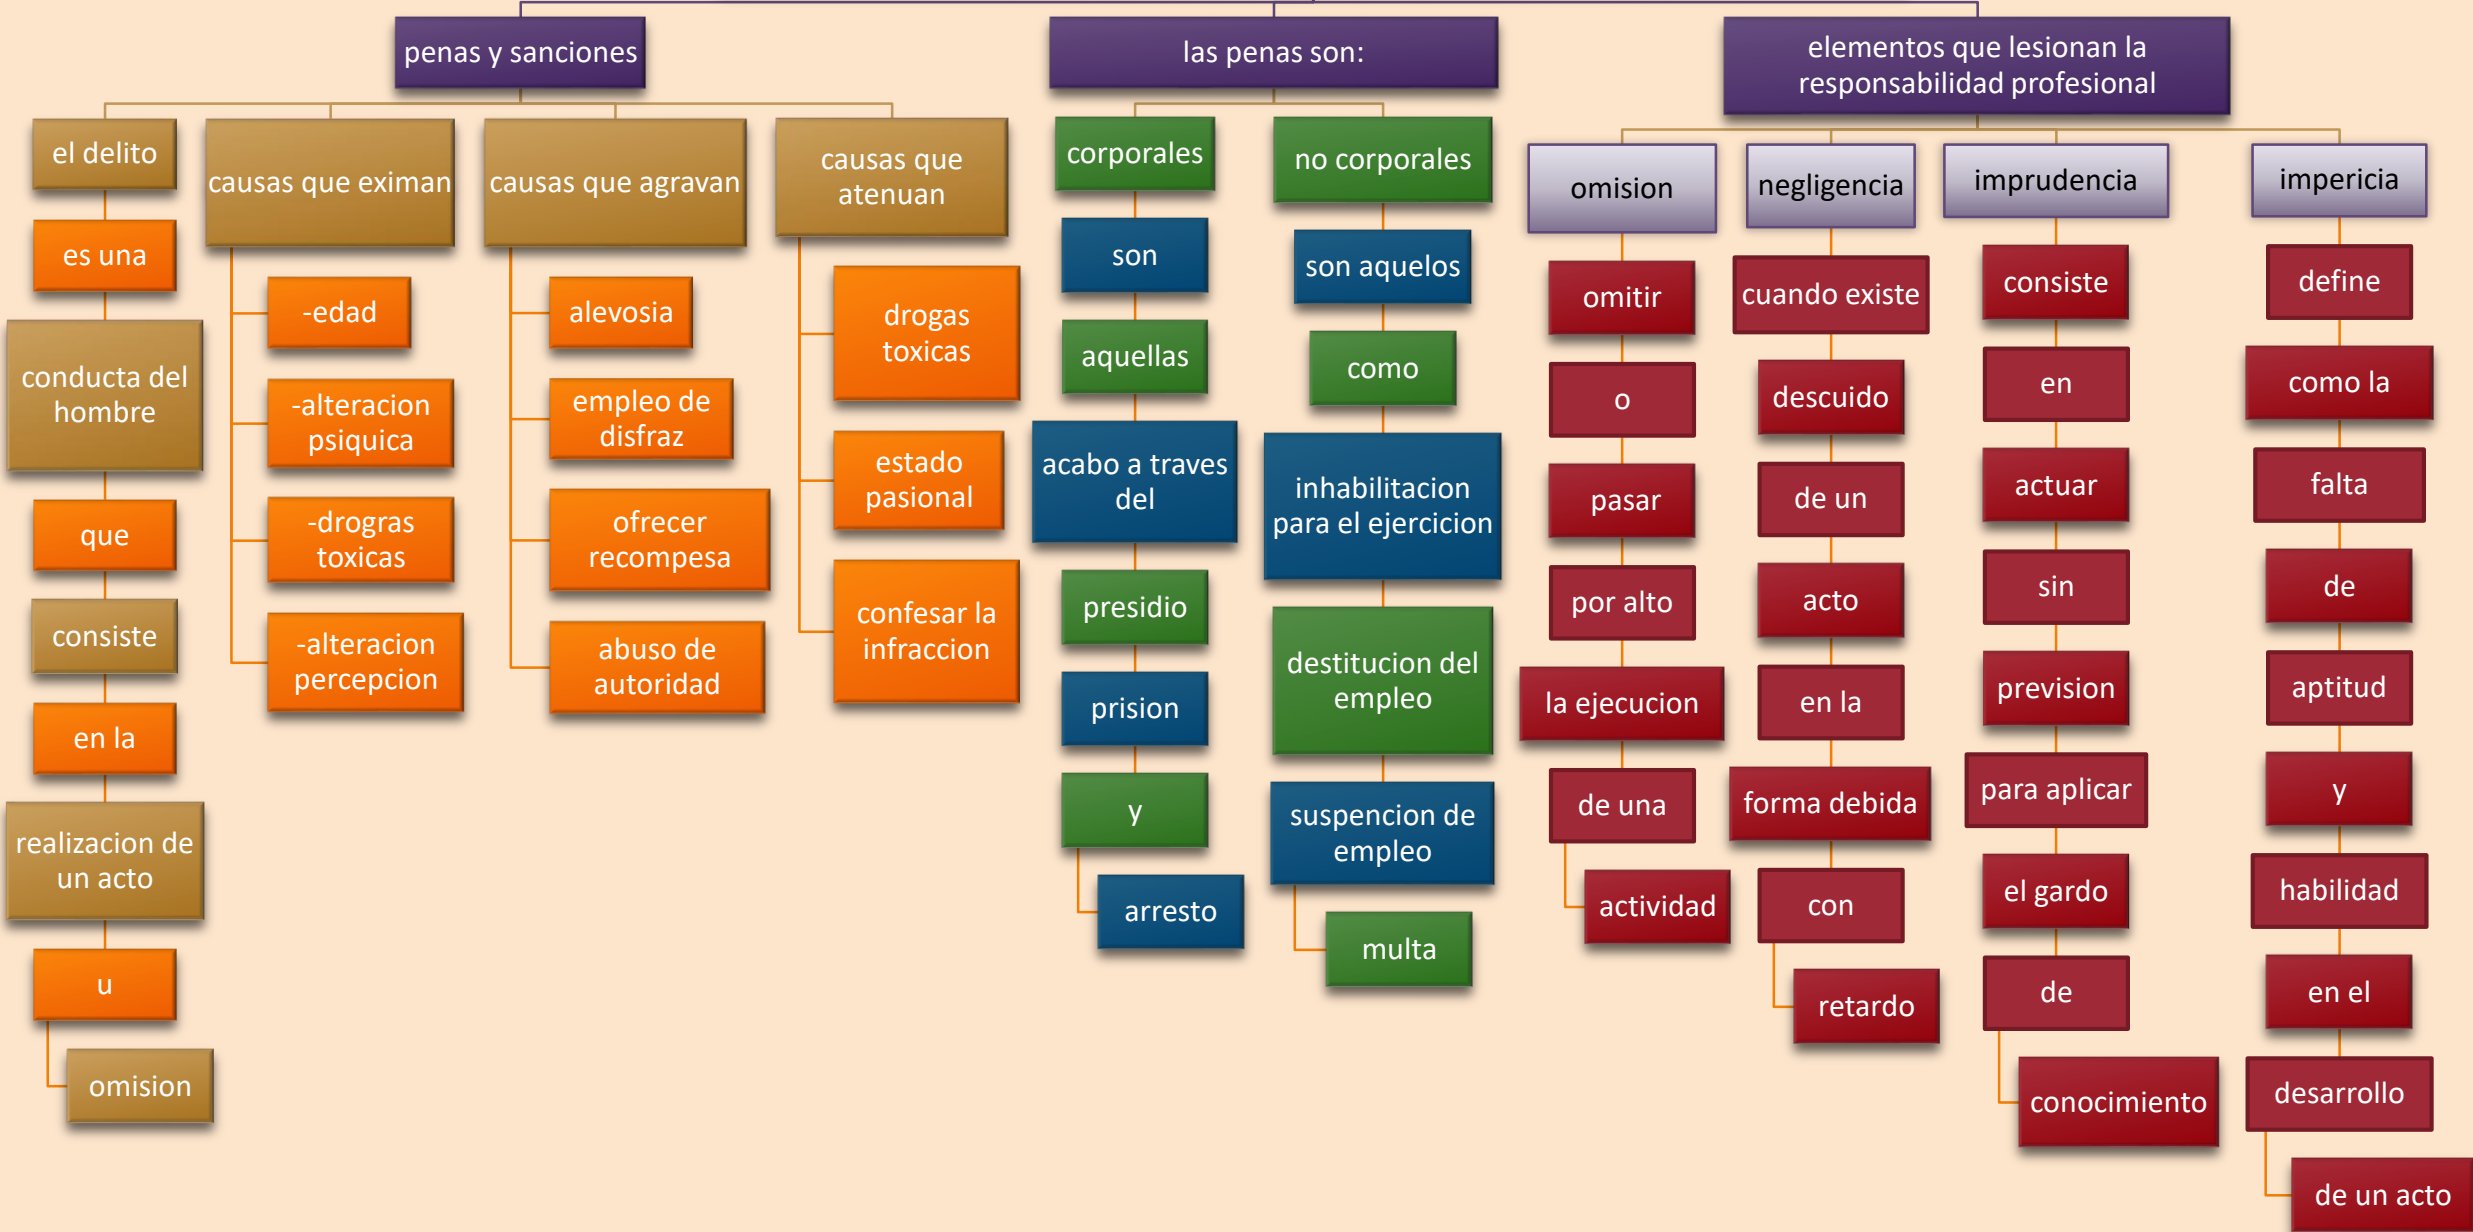 penas y sanciones
el delito
es una
conducta del
hombre
que
consiste
en la
realizacion de
un acto
u
omision
causas que eximan
-edad
-alteracion
psiquica
-drogras
toxicas
-alteracion
percepcion
causas que agravan
alevosia
empleo de
disfraz
ofrecer
recompesa
abuso de
autoridad
causas que
atenuan
drogas
toxicas
estado
pasional
confesar la
infraccion
las penas son:
corporales
son
aquellas
acabo a traves
del
presidio
prision
y
arresto
no corporales
son aquelos
como
inhabilitacion
para el ejercicion
destitucion del
empleo
suspencion de
empleo
multa
elementos que lesionan la
responsabilidad profesional
omision
omitir
o
pasar
por alto
la ejecucion
de una
actividad
negligencia
cuando existe
descuido
de un
acto
en la
forma debida
con
retardo
imprudencia
consiste
en
actuar
sin
prevision
para aplicar
el gardo
de
conocimiento
impericia
define
como la
falta
de
aptitud
y
habilidad
en el
desarrollo
de un acto